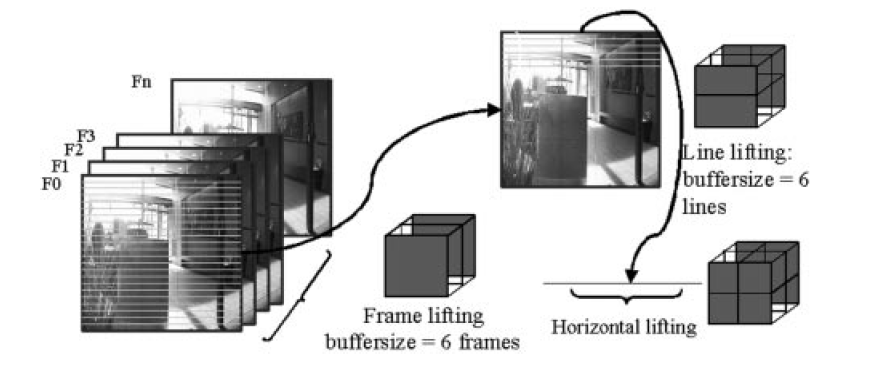 Fn
F3
F2
F1
F0
Line lifting:
buffersize = 6
lines
Frame lifting
buffersize = 6 frames
Horizontal lifting